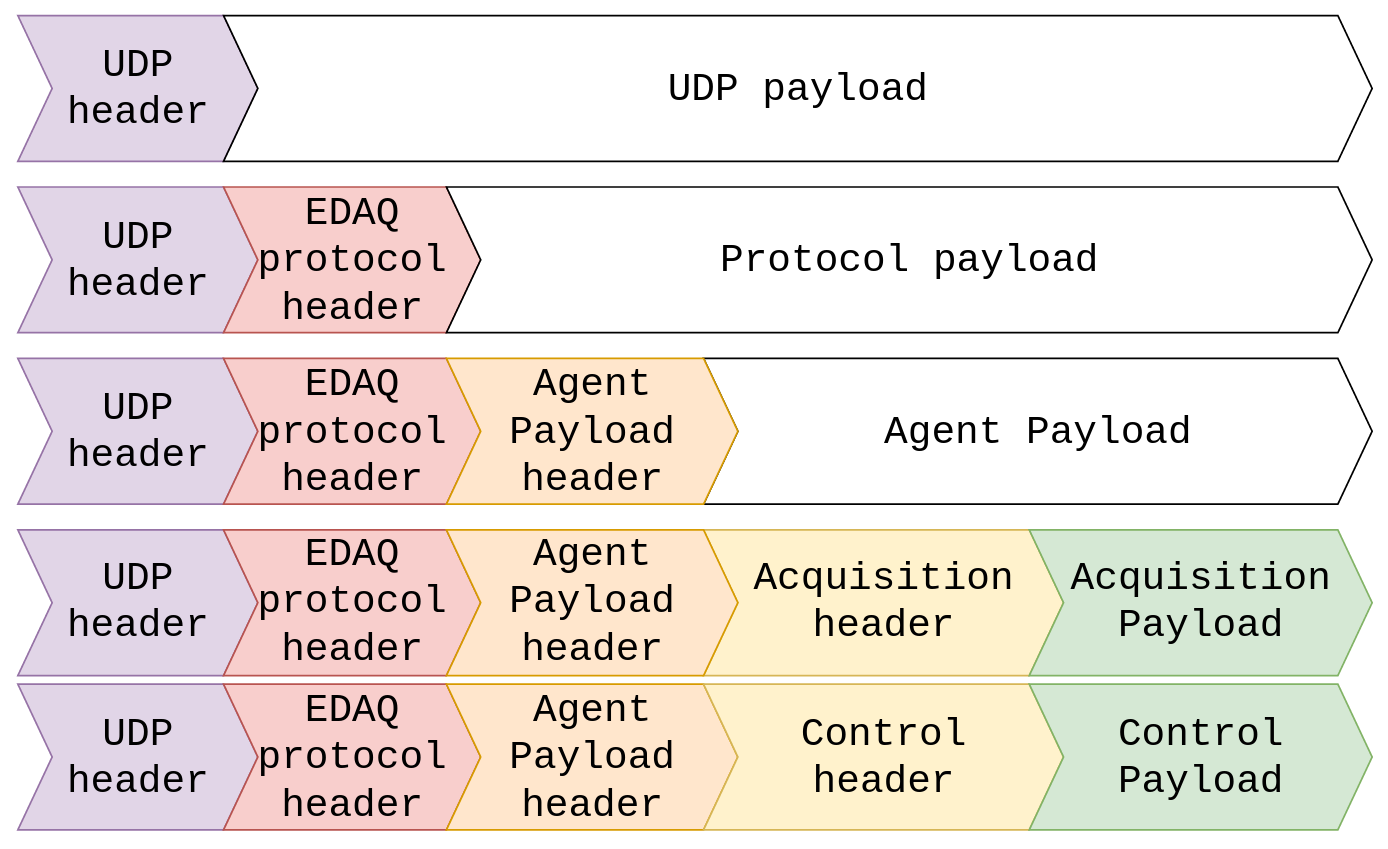 UDP
header
UDP payload
UDP
header
EDAQ
protocol
header
Protocol payload
UDP
header
EDAQ
protocol
header
Agent
Payload
header
Agent Payload
UDP
header
EDAQ
protocol
header
Agent
Payload
header
Acquisition
header
Acquisition
Payload
UDP
header
EDAQ
protocol
header
Agent
Payload
header
Control
header
Control
Payload